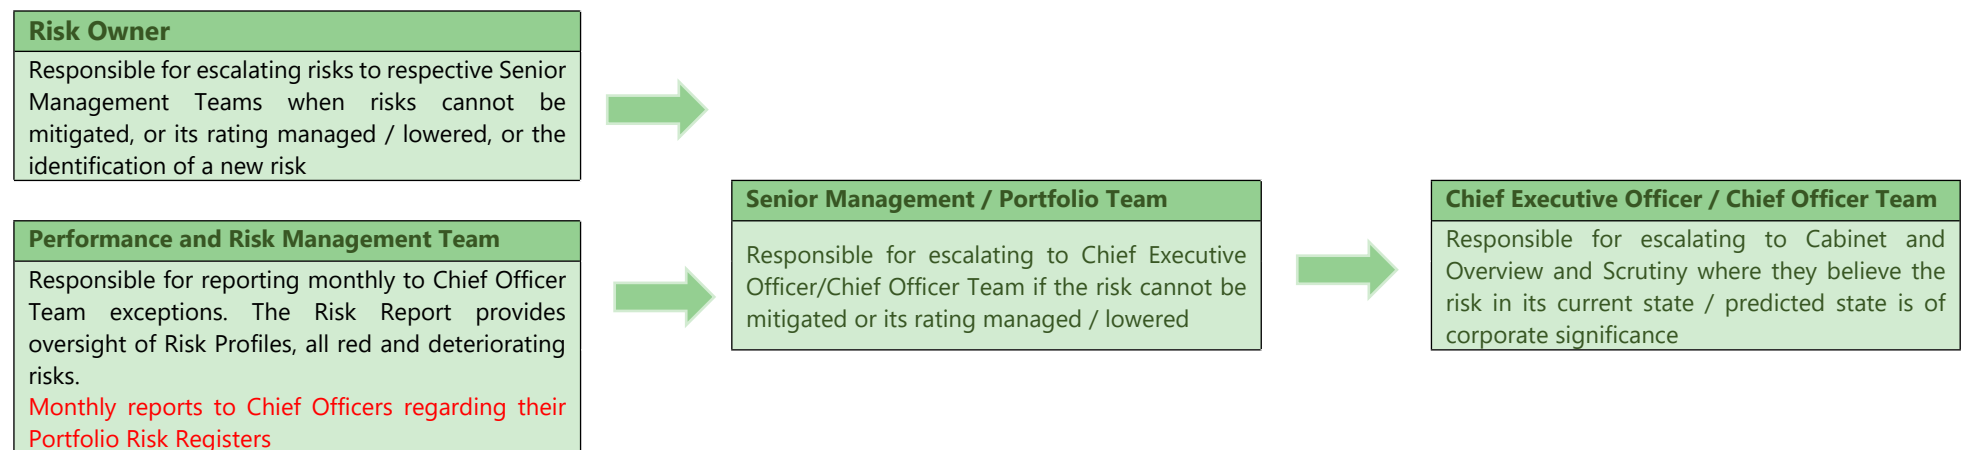 Risk Owner
Responsible for escalating risks to respective Senior
Management Teams when risks cannot be
mitigated, or its rating managed / lowered, or the
identification of a new risk
Performance and Risk Management Team
Responsible for reporting monthly to Chief Officer
Team exceptions. The Risk Report provides
oversight of Risk Profiles, all red and deteriorating
risks.
Monthly reports to Chief Officers regarding their
Portfolio Risk Registers
Senior Management / Portfolio Team
Responsible for escalating to Chief Executive
Officer/Chief Officer Team if the risk cannot be
mitigated or its rating managed / lowered
Chief Executive Officer / Chief Officer Team
Responsible for escalating to Cabinet and
Overview and Scrutiny where they believe the
risk in its current state / predicted state is of
corporate significance